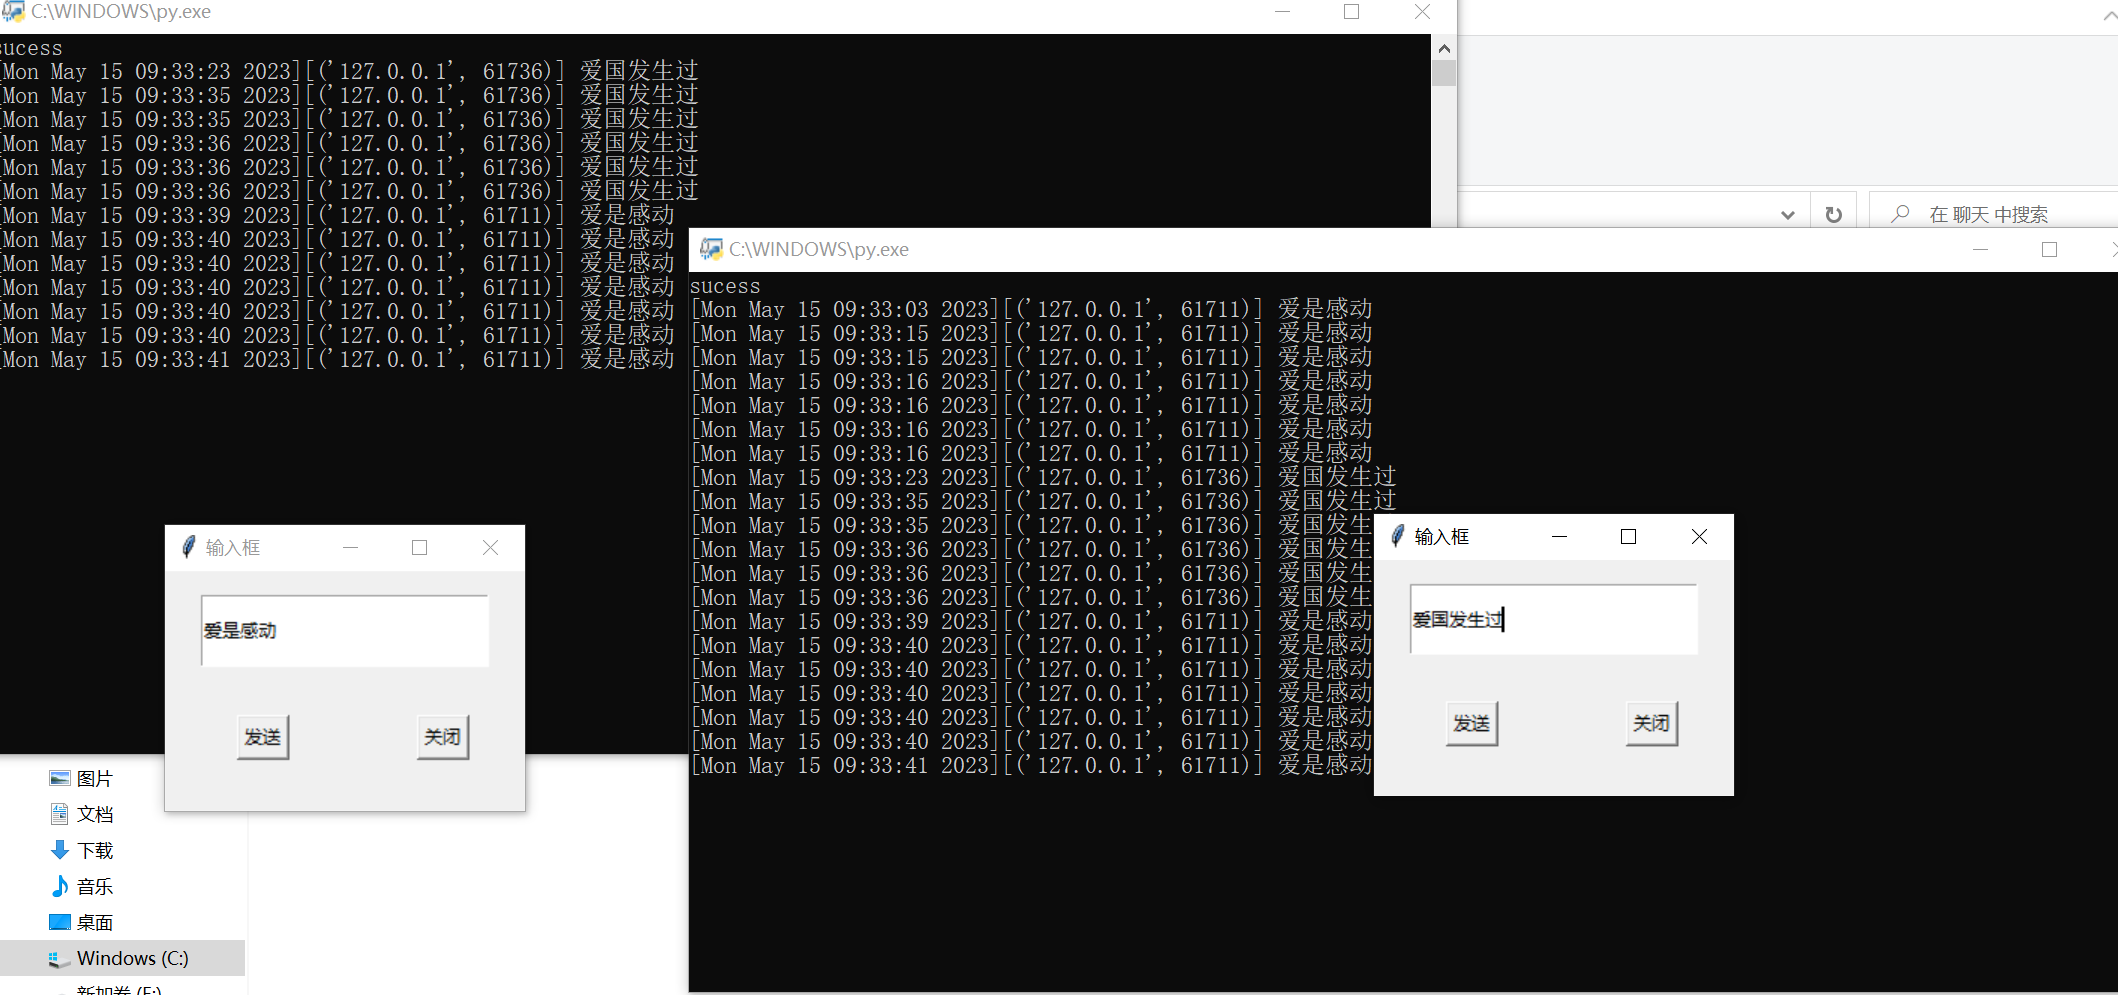 C:\WINDOWS\py.exe
sucess
[Mon May 15 09:33:23 2023][('127.0.0.1', 61736)] 爱国发生过
[Mon May 15 09:33:35 2023][('127.0.0.1', 61736)] 爱国发生过
[Mon May 15 09:33:35 2023][('127.0.0.1', 61736)] 爱国发生过
[Mon May 15 09:33:36 2023][('127.0.0.1', 61736)] 爱国发生过
[Mon May 15 09:33:36 2023][('127.0.0.1', 61736)] 爱国发生过
[Mon May 15 09:33:36 2023][('127.0.0.1', 61736)] 爱国发生过
[Mon May 15 09:33:39 2023][('127.0.0.1', 61711)] 爱是感动
[Mon May 15 09:33:40 2023][('127.0.0.1', 61711)] 爱是感动
[Mon May 15 09:33:40 2023][('127.0.0.1', 61711)] 爱是感动
[Mon May 15 09:33:40 2023][('127.0.0.1', 61711)] 爱是感动
[Mon May 15 09:33:40 2023][('127.0.0.1', 61711)] 爱是感动
[Mon May 15 09:33:40 2023][('127.0.0.1', 61711)] 爱是感动
[Mon May 15 09:33:41 2023][('127.0.0.1', 61711)] 爱是感动
在 聊天 中搜索
C:\WINDOWS\py.exe
sucess
[Mon May 15 09:33:03 2023][('127.0.0.1', 61711)] 爱是感动
[Mon May 15 09:33:15 2023][('127.0.0.1', 61711)] 爱是感动
[Mon May 15 09:33:15 2023][('127.0.0.1', 61711)] 爱是感动
[Mon May 15 09:33:16 2023][('127.0.0.1', 61711)] 爱是感动
[Mon May 15 09:33:16 2023][('127.0.0.1', 61711)] 爱是感动
[Mon May 15 09:33:16 2023][('127.0.0.1', 61711)] 爱是感动
[Mon May 15 09:33:16 2023][('127.0.0.1', 61711)] 爱是感动
[Mon May 15 09:33:23 2023][('127.0.0.1', 61736)] 爱国发生过
[Mon May 15 09:33:35 2023][('127.0.0.1', 61736)] 爱国发生过
[Mon May 15 09:33:35 2023][('127.0.0.1', 61736)] 爱国发生
[Mon May 15 09:33:36 2023][('127.0.0.1', 61736)] 爱国发生
[Mon May 15 09:33:36 2023][('127.0.0.1', 61736)] 爱国发生
[Mon May 15 09:33:36 2023][('127.0.0.1', 61736)] 爱国发生
[Mon May 15 09:33:39 2023][('127.0.0.1', 61711)] 爱是感动
[Mon May 15 09:33:40 2023][('127.0.0.1', 61711)] 爱是感动
[Mon May 15 09:33:40 2023][('127.0.0.1', 61711)] 爱是感动
[Mon May 15 09:33:40 2023][('127.0.0.1', 61711)] 爱是感动
[Mon May 15 09:33:40 2023][('127.0.0.1', 61711)] 爱是感动
[Mon May 15 09:33:40 2023][('127.0.0.1', 61711)] 爱是感动
[Mon May 15 09:33:41 2023][('127.0.0.1', 61711)] 爱是感动
输入框
爱是感动
发送 关闭
输入框
爱国发生过
发送 关闭
图片
文档
下载
音乐
桌面
Windows (C:)
新加卷 (E:)